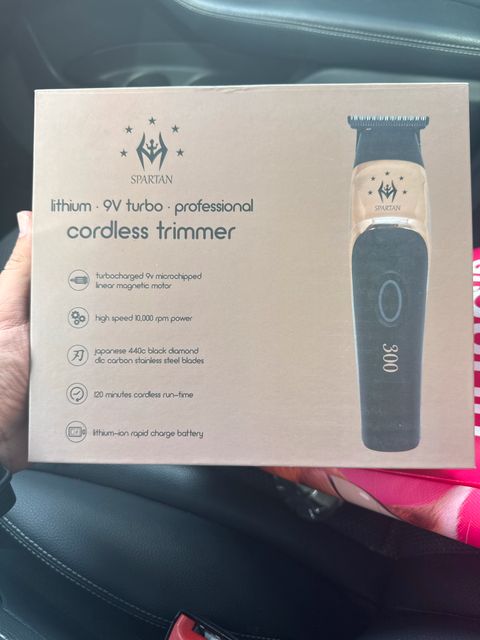 SPARTAN
lithium · 9V turbo · professional
cordless trimmer
turbocharged 9v microchipped
linear magnetic motor
high speed 10,000 rpm power
japanese 440c black diamond
dlc carbon stainless steel blades
120 minutes cordless run-time
lithium-ion rapid charge battery
SPARTAN
300